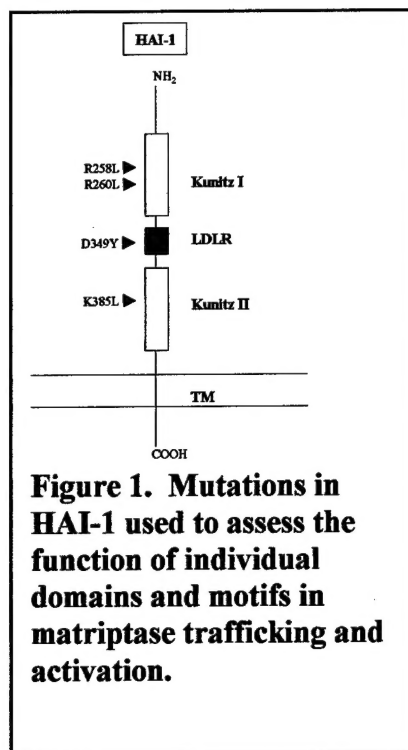 HAI-1
NH₂
R258L
R260L
Kunitz I
D349Y
LDLR
K385L
Kunitz II
TM
COOH
Figure 1. Mutations in
HAI-1 used to assess the
function of individual
domains and motifs in
matriptase trafficking and
activation.